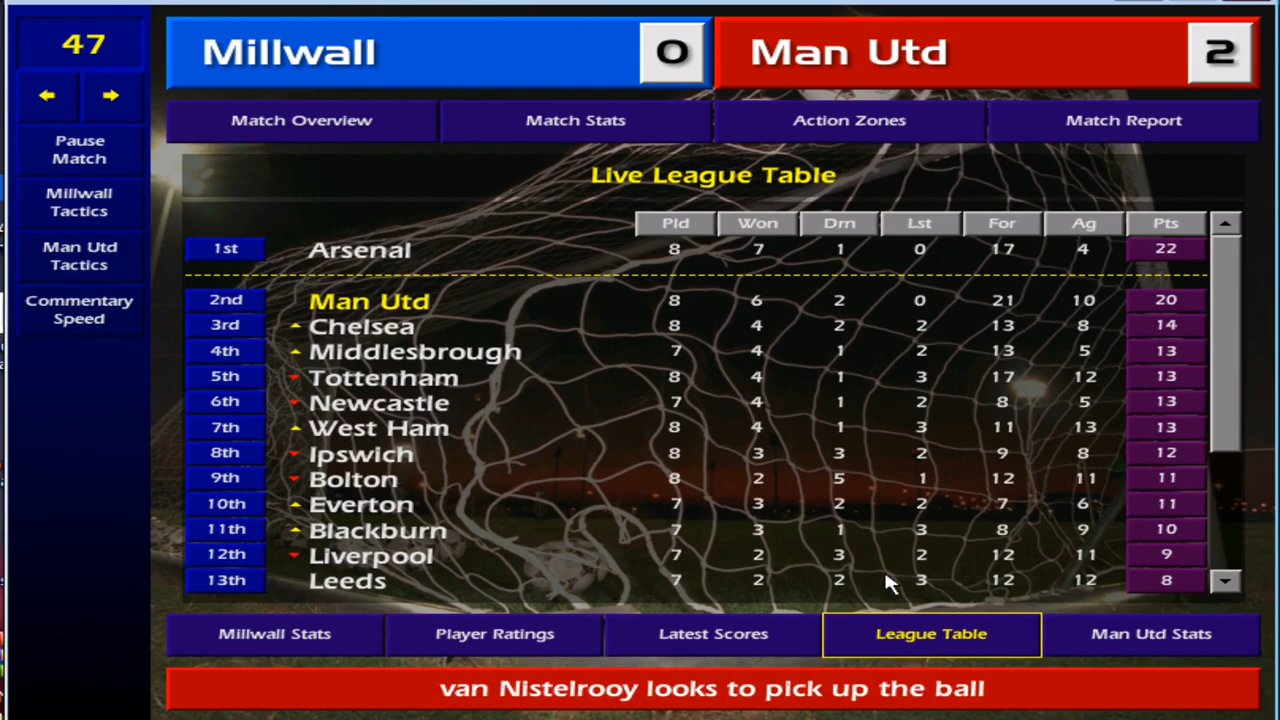 47
Millwall 0 Man Utd 2
Match Overview Match Stats Action Zones Match Report
Pause
Match
Millwall
Tactics
Man Utd
Tactics
Commentary
Speed
Live League Table
Pld Won Drn Lst For Ag Pts
1st Arsenal 8 7 1 0 17 4 22
2nd Man Utd 8 6 2 0 21 10 20
3rd Chelsea 8 4 2 2 13 8 14
4th Middlesbrough 7 4 1 2 13 5 13
5th Tottenham 8 4 1 3 17 12 13
6th Newcastle 7 4 1 2 8 5 13
7th West Ham 8 4 1 3 11 13 13
8th Ipswich 8 3 3 2 9 8 12
9th Bolton 8 2 5 1 12 11 11
10th Everton 7 3 2 2 7 6 11
11th Blackburn 7 3 1 3 8 9 10
12th Liverpool 7 2 3 2 12 11 9
13th Leeds 7 2 2 3 12 12 8
Millwall Stats Player Ratings Latest Scores League Table Man Utd Stats
van Nistelrooy looks to pick up the ball